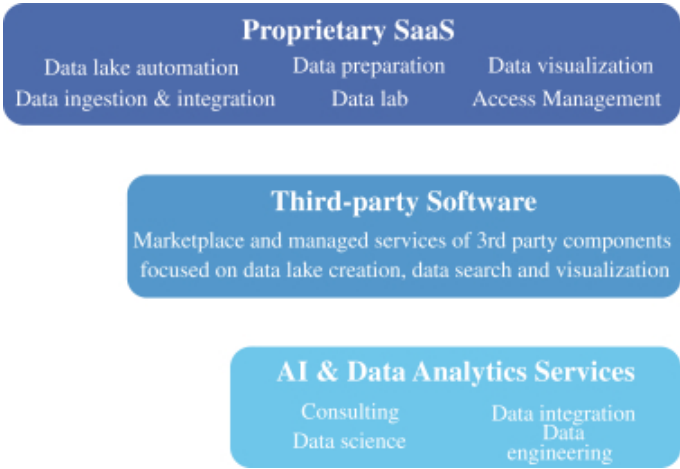 Proprietary SaaS
Data lake automation Data preparation Data visualization
Data ingestion & integration Data lab Access Management
Third-party Software
Marketplace and managed services of 3rd party components
focused on data lake creation, data search and visualization
AI & Data Analytics Services
Consulting Data integration
Data science Data
engineering